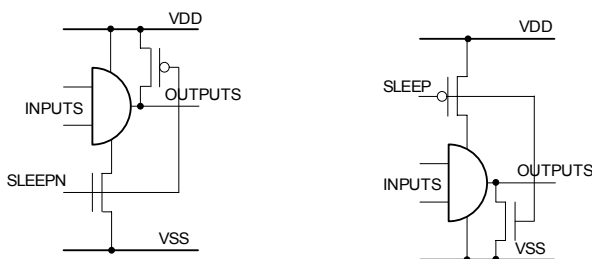 VDD
OUTPUTS
INPUTS
SLEEPN
VSS
VDD
SLEEP
OUTPUTS
INPUTS
VSS